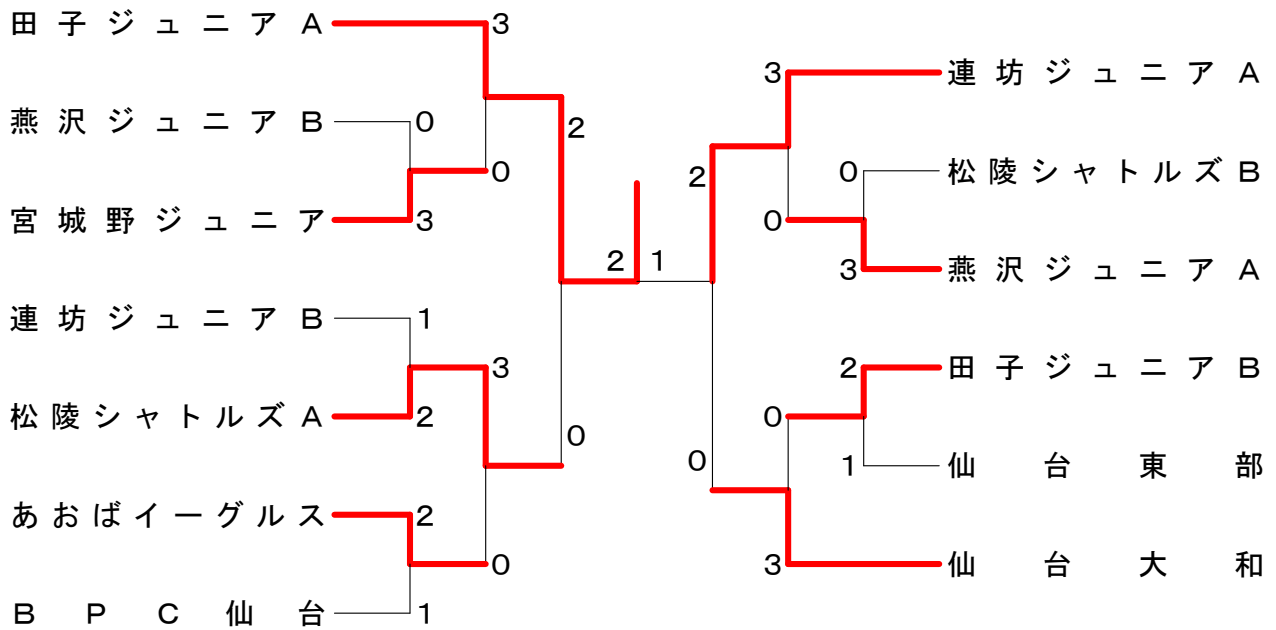 田子ジュニアA
3
燕沢ジュニアB
0
2
0
宮城野ジュニア
3
連坊ジュニアB
1
3
松陵シャトルズA
2
0
あおばイーグルス
2
0
BPC仙台
1
2 1
3
連坊ジュニアA
2
0
松陵シャトルズB
0
3
燕沢ジュニアA
2
田子ジュニアB
0
0
1
仙台東部
3
仙台大和